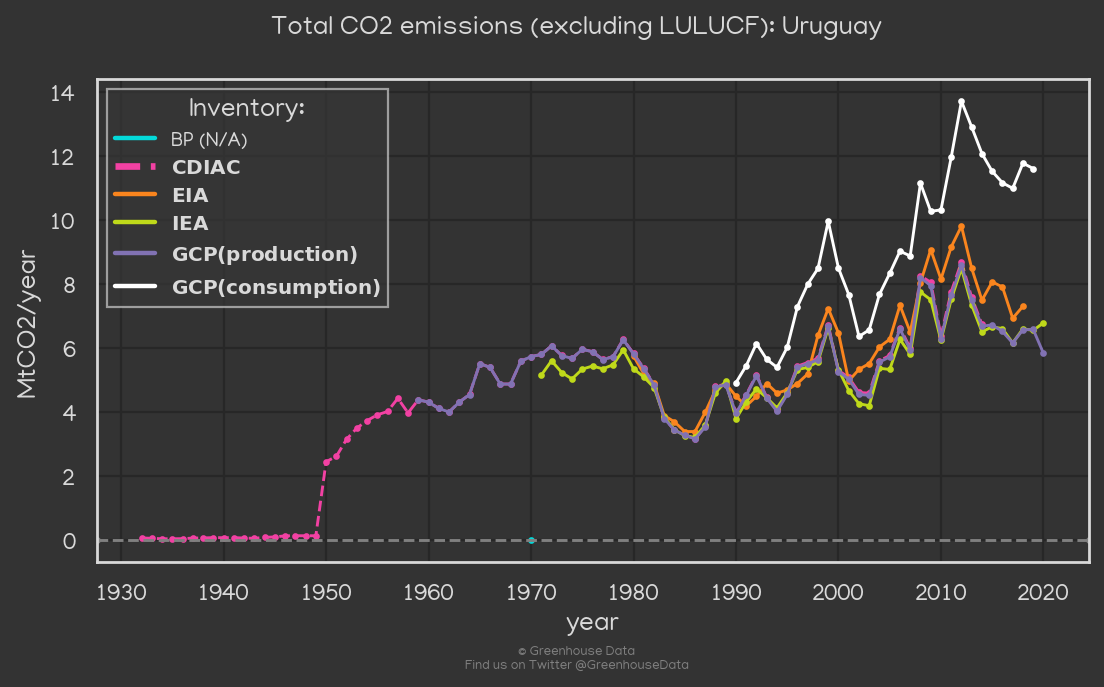 Total CO2 emissions (excluding LULUCF): Uruguay
Inventory:
BP (N/A)
CDIAC
EIA
IEA
GCP(production)
GCP(consumption)
MtCO2/year
14
12
10
8
6
4
2
0
1930 1940 1950 1960 1970 1980 1990 2000 2010 2020
year
© Greenhouse Data
Find us on Twitter @GreenhouseData